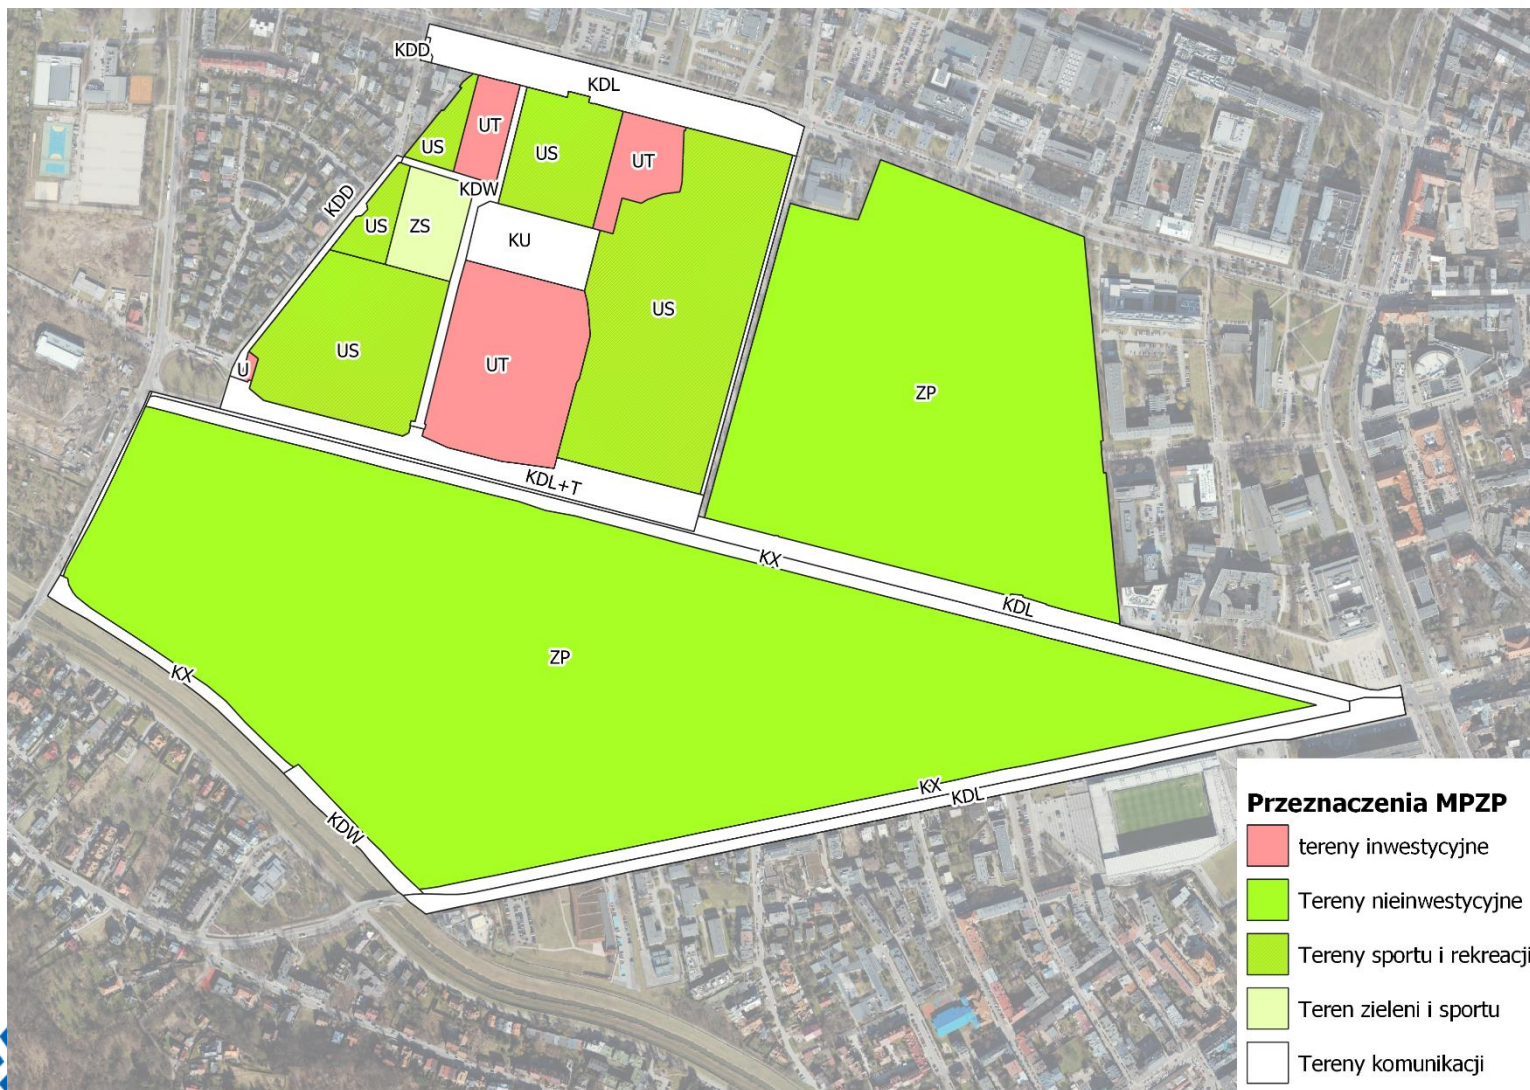 KDD
KDL
UT
US
US
UT
KDW
KDD
US
ZS
KU
US
US
U
UT
ZP
KDL+T
KX
KDL
ZP
KX
KX
KDL
KDW
Przeznaczenia MPZP
tereny inwestycyjne
Tereny nieinwestycyjne
Tereny sportu i rekreacji
Teren zieleni i sportu
Tereny komunikacji